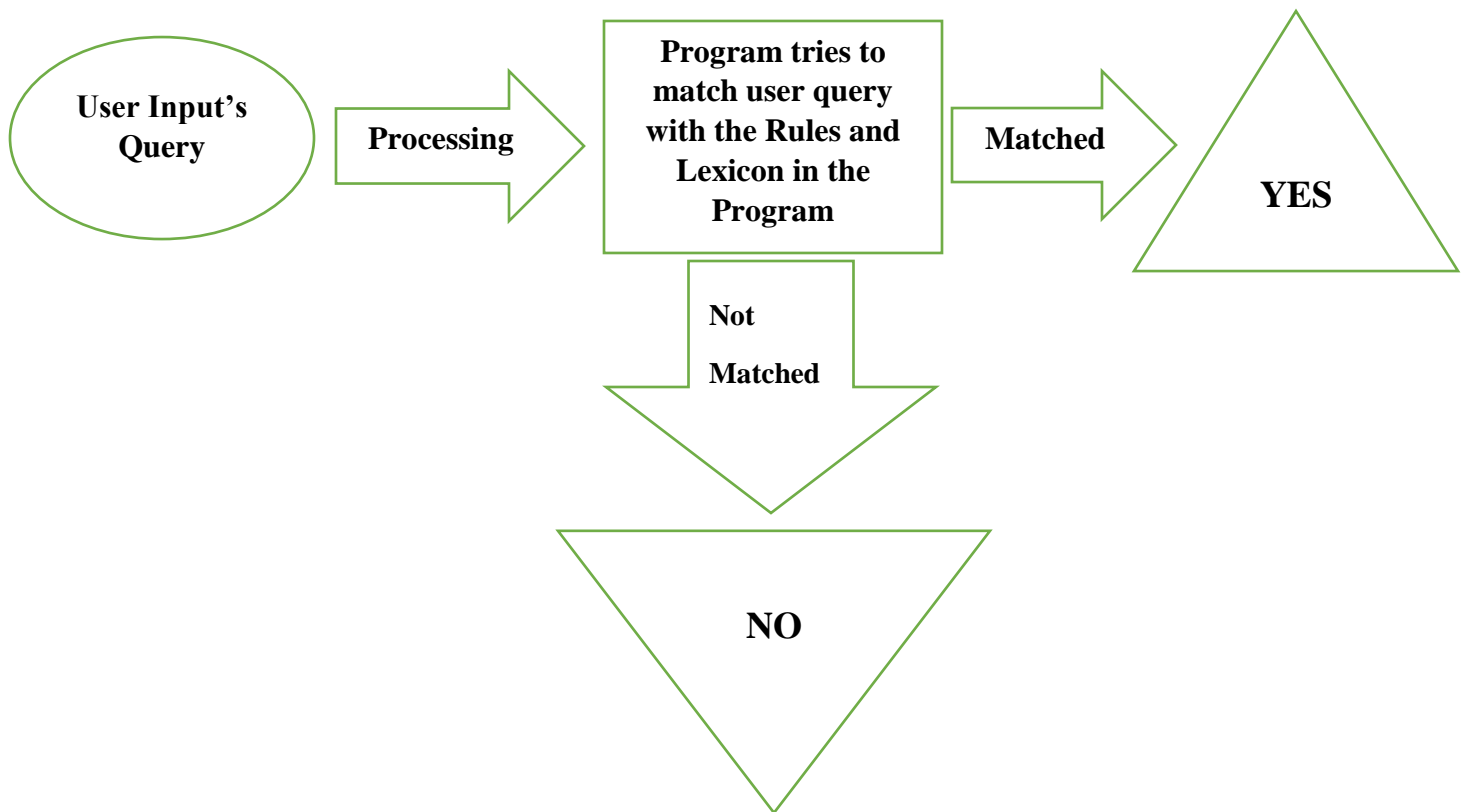 User Input’s
Query
Processing
Program tries to
match user query
with the Rules and
Lexicon in the
Program
Matched
YES
Not
Matched
NO